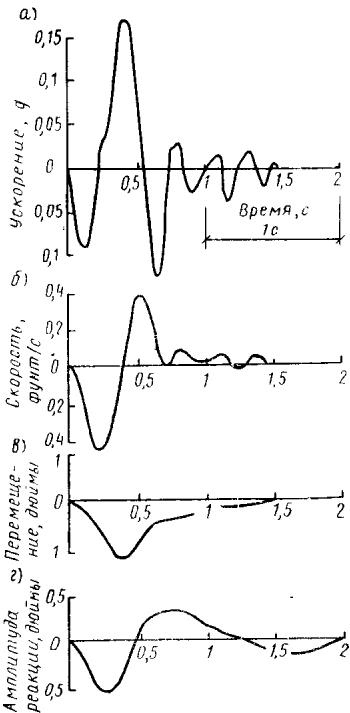 а)
Ускорение, g
0,15
0,1
0,05
0
0,05
0,1
0,5
1
1,5
2
Время, с
1с
б)
Скорость,
фунт/с
0,4
0,2
0
0,2
0,4
0,5
1
1,5
2
в)
Перемеще-
ние, дюймы
1
0
1
0,5
1
1,5
2
г)
Амплитуда
реакции, дюймы
0,5
0
0,5
0,5
1
1,5
2